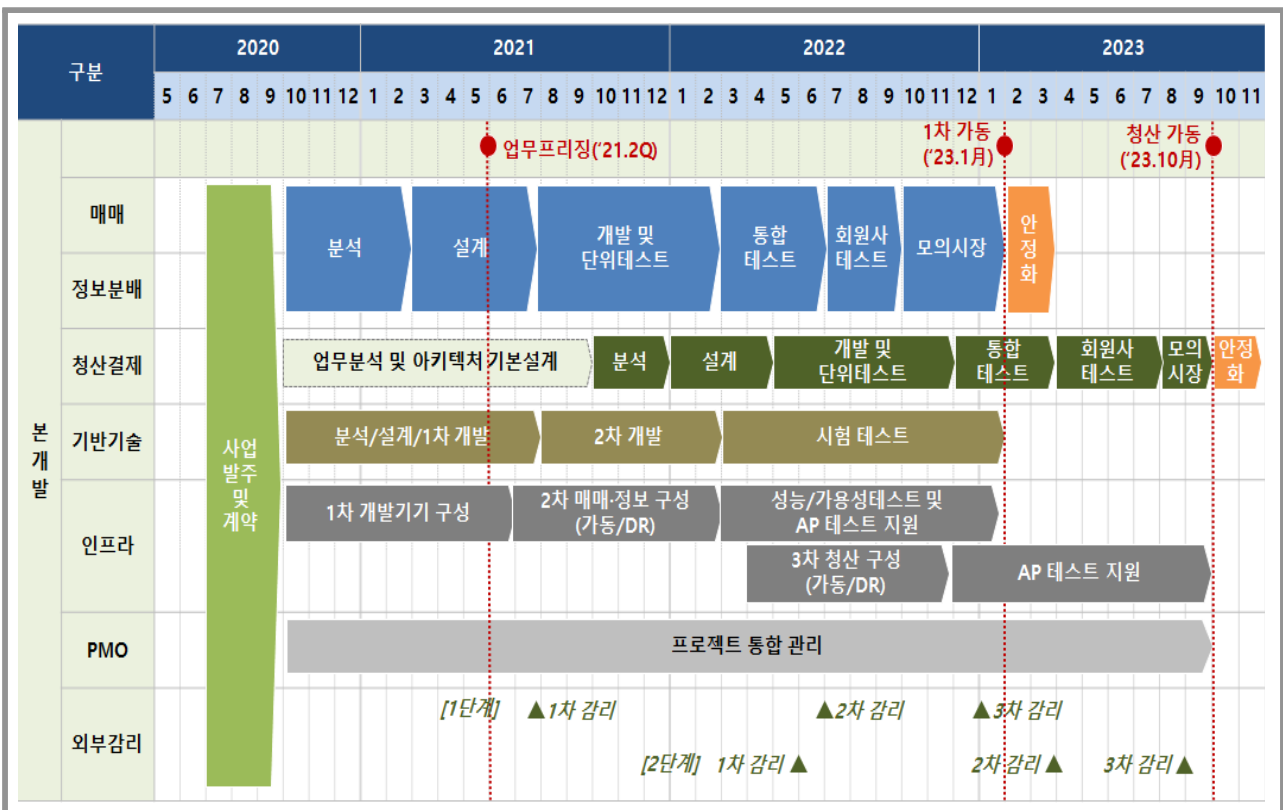 구분
2020 2021 2022 2023
5 6 7 8 9 10 11 12 1 2 3 4 5 6 7 8 9 10 11 12 1 2 3 4 5 6 7 8 9 10 11 12 1 2 3 4 5 6 7 8 9 10 11
업무프리징('21.2Q)
1차 가동
('23.1月)
청산 가동
('23.10月)
본
개
발
사업
발주
및
계약
매매
정보분배
분석
설계
개발 및
단위테스트
통합
테스트
회원사
테스트
모의시장
안
정
화
청산결제
업무분석 및 아키텍처 기본설계
분석
설계
개발 및
단위테스트
통합
테스트
회원사
테스트
모의
시장
안정
화
기반기술
분석/설계/1차 개발
2차 개발
시험 테스트
인프라
1차 개발기기 구성
2차 매매·정보 구성
(가동/DR)
성능/가용성테스트 및
AP 테스트 지원
3차 청산 구성
(가동/DR)
AP 테스트 지원
PMO
프로젝트 통합 관리
외부감리
[1단계] ▲1차 감리 ▲2차 감리 ▲3차 감리
[2단계] 1차 감리▲ 2차 감리▲ 3차 감리▲